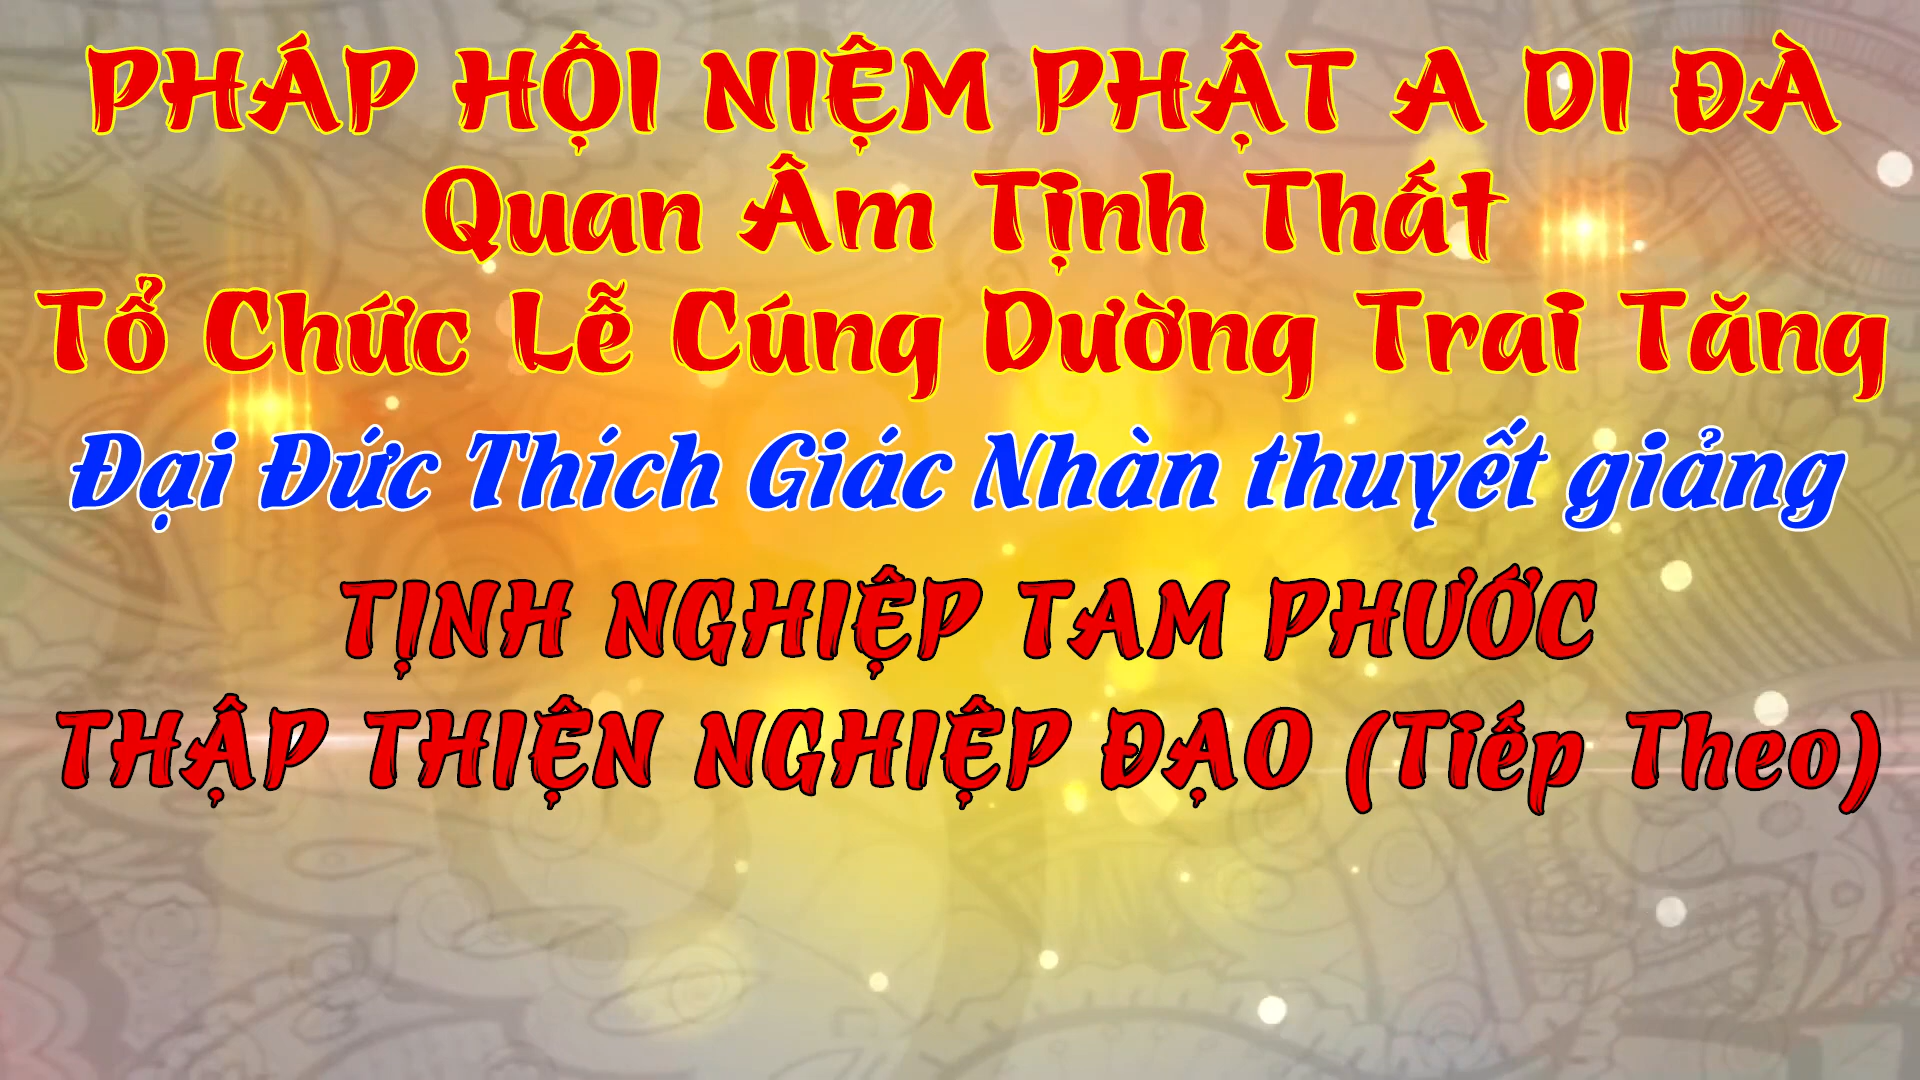 PHÁP HỘI NIỆM PHẬT A DI ĐÀ
Quan Âm Tịnh Thất
Tổ Chức Lễ Cúng Dường Trai Tăng
Đại Đức Thích Giác Nhàn thuyết giảng
TỊNH NGHIỆP TAM PHƯỚC
THẬP THIỆN NGHIỆP ĐẠO (Tiếp Theo)